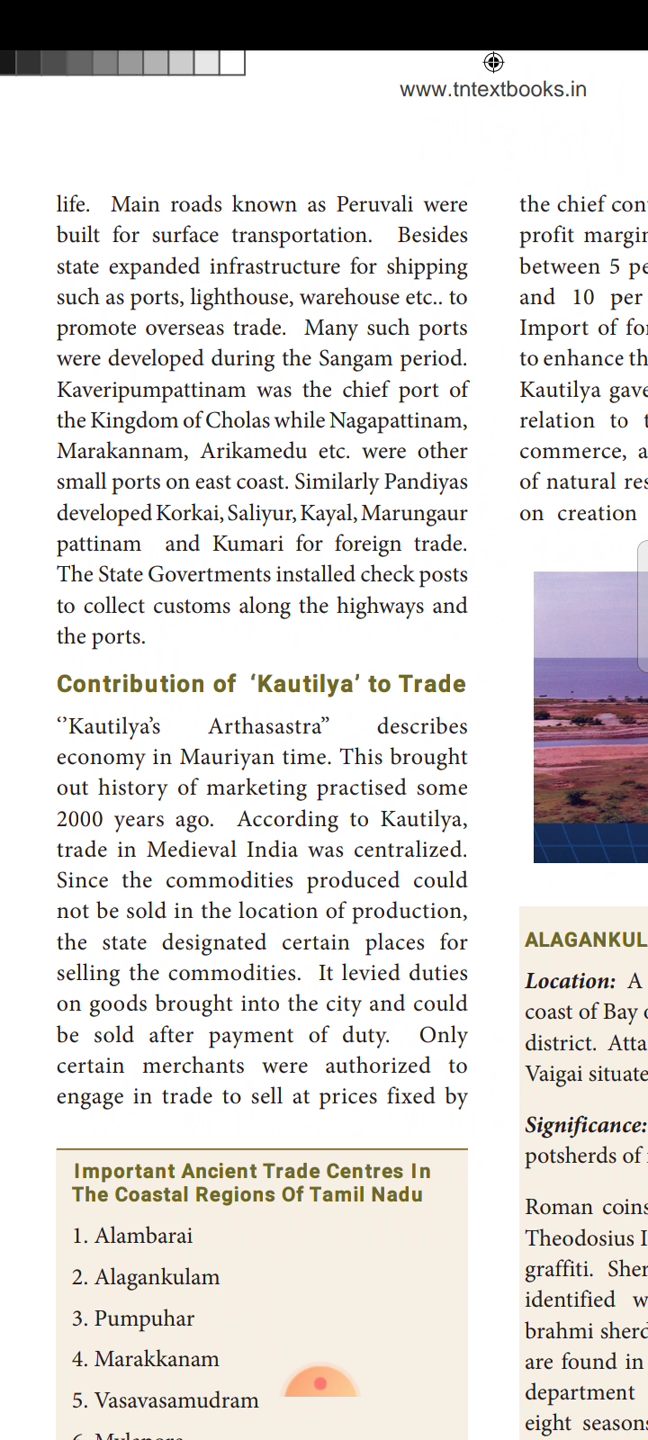 www.tntextbooks.in
life. Main roads known as Peruvali were
built for surface transportation. Besides
state expanded infrastructure for shipping
such as ports, lighthouse, warehouse etc.. to
promote overseas trade. Many such ports
were developed during the Sangam period.
Kaveripumpattinam was the chief port of
the Kingdom of Cholas while Nagapattinam,
Marakannam, Arikamedu etc. were other
small ports on east coast. Similarly Pandiyas
developed Korkai, Saliyur, Kayal, Marungaur
pattinam and Kumari for foreign trade.
The State Govertments installed check posts
to collect customs along the highways and
the ports.
Contribution of ‘Kautilya’ to Trade
‘’Kautilya’s Arthasastra” describes
economy in Mauriyan time. This brought
out history of marketing practised some
2000 years ago. According to Kautilya,
trade in Medieval India was centralized.
Since the commodities produced could
not be sold in the location of production,
the state designated certain places for
selling the commodities. It levied duties
on goods brought into the city and could
be sold after payment of duty. Only
certain merchants were authorized to
engage in trade to sell at prices fixed by
Important Ancient Trade Centres In
The Coastal Regions Of Tamil Nadu
1. Alambarai
2. Alagankulam
3. Pumpuhar
4. Marakkanam
5. Vasavasamudram
the chief
profit
between 5
and 10 per
Import of
to enhance
Kautilya gave
relation to
commerce,
of natural
on creation
Location: A
coast of Bay
district.
Vaigai
Significance:
potsherds of
Roman coins
Theodosius
graffiti.
identified
brahmi
are found in
department
eight seasons